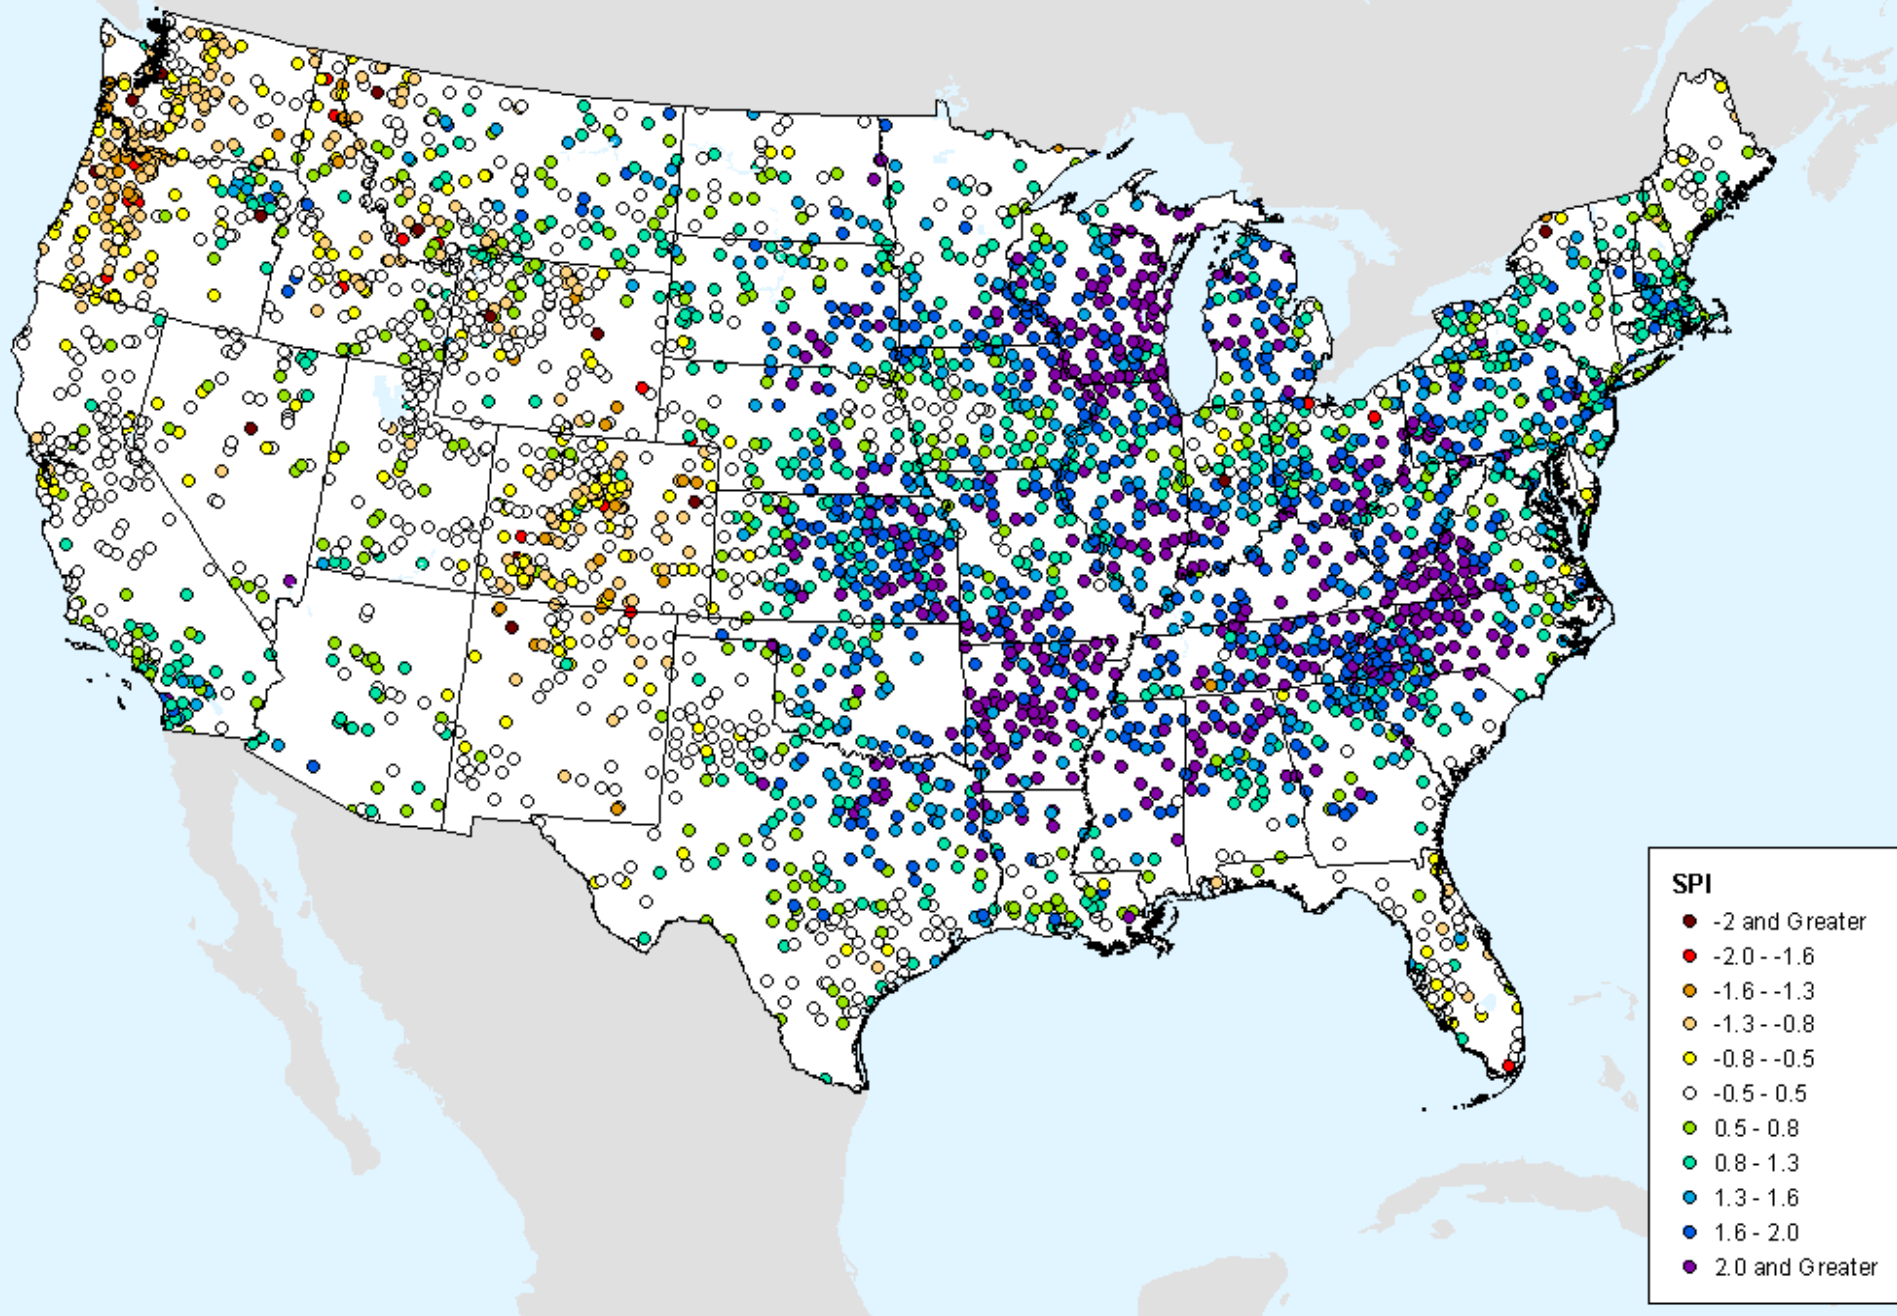 SPI
-2 and Greater
-2.0 - -1.6
-1.6 - -1.3
-1.3 - -0.8
-0.8 - -0.5
-0.5 - 0.5
0.5 - 0.8
0.8 - 1.3
1.3 - 1.6
1.6 - 2.0
2.0 and Greater